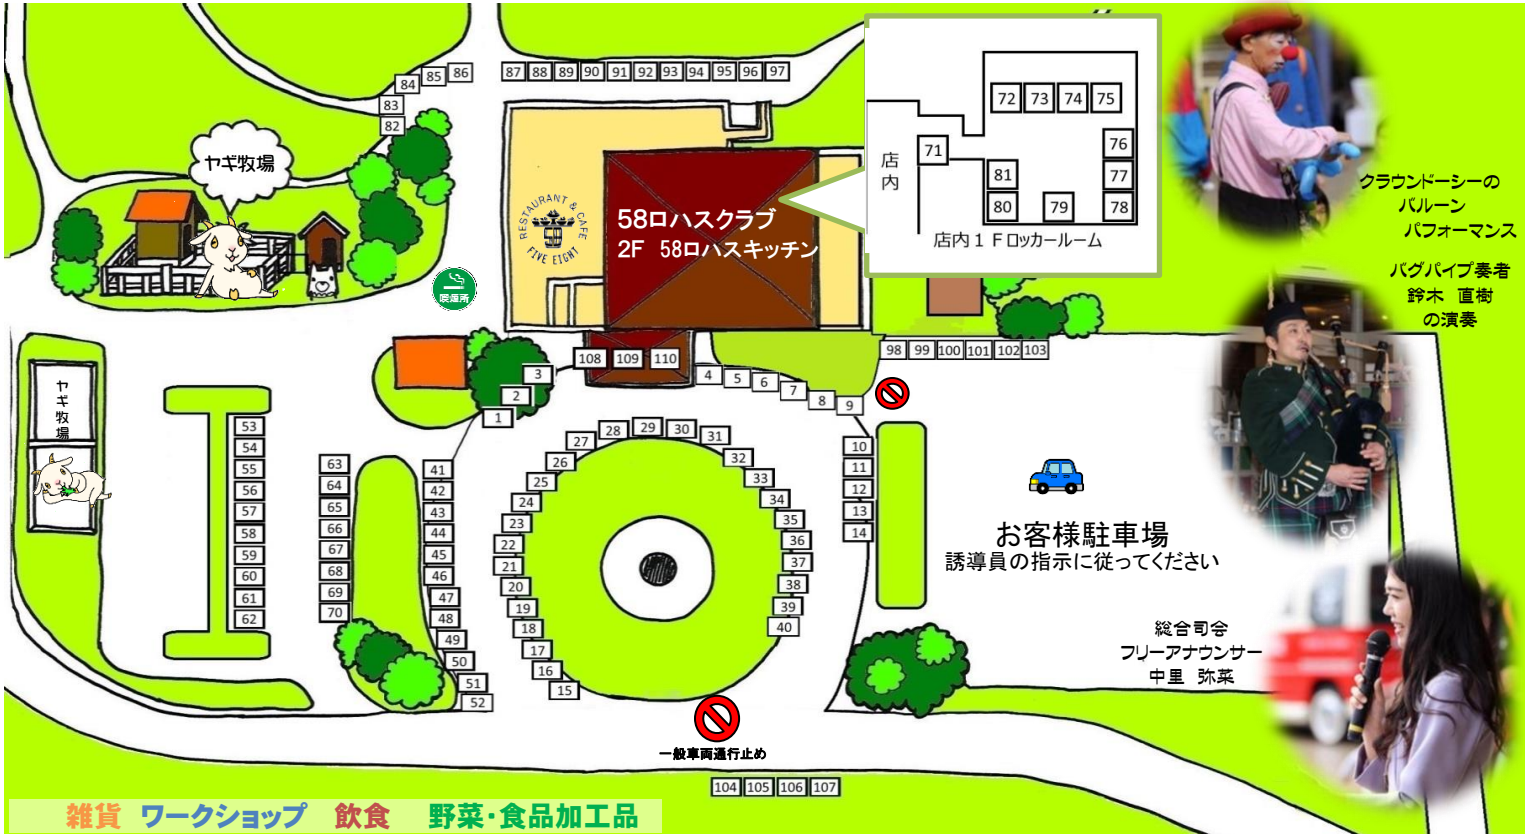 86
85
84
83
82
87 88 89 90 91 92 93 94 95 96 97
72 73 74 75
71
76
77
78
79
80
81
店
内
店内１Ｆロッカールーム
ヤギ牧場
RESTAURANT & CAFE
FIVE EIGHT
58ロハスクラブ
2F 58ロハスキッチン
クラウンドーシーの
バルーン
パフォーマンス
バグパイプ奏者
鈴木 直樹
の演奏
喫煙所
ヤギ牧場
108 109 110
98 99 100 101 102 103
3
2
1
4
5
6
7
8
9
10
11
12
13
14
53
54
55
56
57
58
59
60
61
62
63
64
65
66
67
68
69
70
41
42
43
44
45
46
47
48
49
50
51
52
28 29 30
27
26
25
24
23
22
21
20
19
18
17
16
15
31
32
33
34
35
36
37
38
39
40
お客様駐車場
誘導員の指示に従ってください
総合司会
フリーアナウンサー
中里 弥菜
一般車両通行止め
104 105 106 107
雑貨 ワークショップ 飲食 野菜・食品加工品